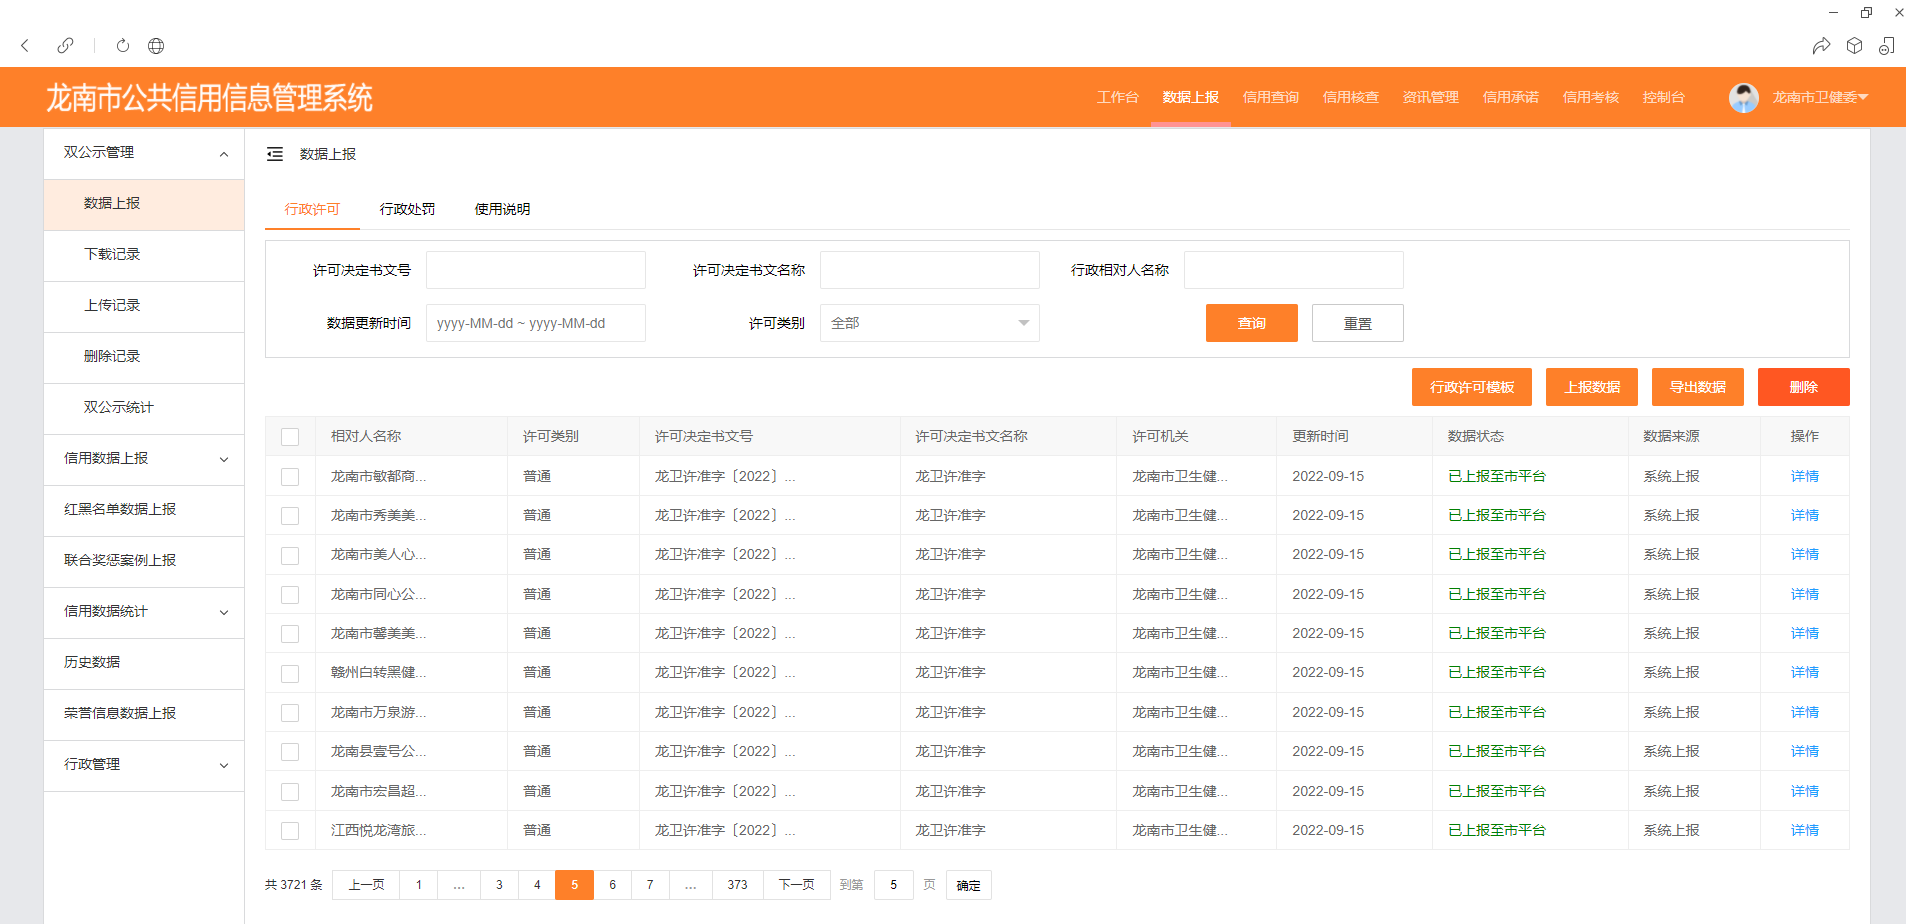 龙南市公共信用信息管理系统
工作台 数据上报 信用查询 信用核查 资讯管理 信用承诺 信用考核 控制台 龙南市卫健委
双公示管理
数据上报
下载记录
上传记录
删除记录
双公示统计
信用数据上报
红黑名单数据上报
联合奖惩案例上报
信用数据统计
历史数据
荣誉信息数据上报
行政管理
数据上报
行政许可 行政处罚 使用说明
许可决定书文号 许可决定书文名称 行政相对人名称
数据更新时间 yyyy-MM-dd ~ yyyy-MM-dd 许可类别 全部 查询 重置
行政许可模板 上报数据 导出数据 删除
相对人名称 许可类别 许可决定书文号 许可决定书文名称 许可机关 更新时间 数据状态 数据来源 操作
龙南市敏都商... 普通 龙卫许准字〔2022〕... 龙卫许准字 龙南市卫生健... 2022-09-15 已上报至市平台 系统上报 详情
龙南市秀美美... 普通 龙卫许准字〔2022〕... 龙卫许准字 龙南市卫生健... 2022-09-15 已上报至市平台 系统上报 详情
龙南市美人心... 普通 龙卫许准字〔2022〕... 龙卫许准字 龙南市卫生健... 2022-09-15 已上报至市平台 系统上报 详情
龙南市同心公... 普通 龙卫许准字〔2022〕... 龙卫许准字 龙南市卫生健... 2022-09-15 已上报至市平台 系统上报 详情
龙南市馨美美... 普通 龙卫许准字〔2022〕... 龙卫许准字 龙南市卫生健... 2022-09-15 已上报至市平台 系统上报 详情
赣州白转黑健... 普通 龙卫许准字〔2022〕... 龙卫许准字 龙南市卫生健... 2022-09-15 已上报至市平台 系统上报 详情
龙南市万泉游... 普通 龙卫许准字〔2022〕... 龙卫许准字 龙南市卫生健... 2022-09-15 已上报至市平台 系统上报 详情
龙南县壹号公... 普通 龙卫许准字〔2022〕... 龙卫许准字 龙南市卫生健... 2022-09-15 已上报至市平台 系统上报 详情
龙南市宏昌超... 普通 龙卫许准字〔2022〕... 龙卫许准字 龙南市卫生健... 2022-09-15 已上报至市平台 系统上报 详情
江西悦龙湾旅... 普通 龙卫许准字〔2022〕... 龙卫许准字 龙南市卫生健... 2022-09-15 已上报至市平台 系统上报 详情
共 3721 条 上一页 1 ... 3 4 5 6 7 ... 373 下一页 到第 5 页 确定